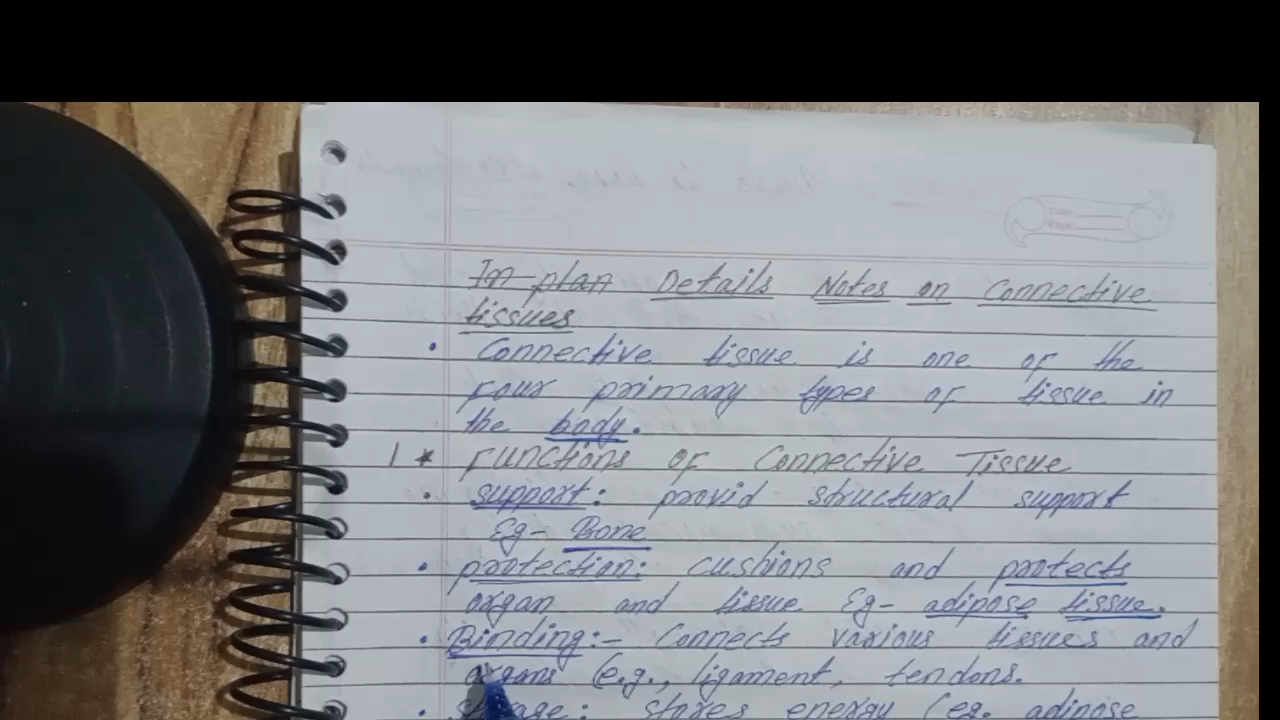 In-plan Details Notes on Connective
tissues
• Connective tissue is one of the
four primary types of tissue in
the body.
1 * Functions of Connective Tissue
• support: provid structural support
Eg- Bone
• protection: cushions and protects
organ and tissue Eg- adipose tissue.
• Binding:- Connects various tissues and
organs (e.g., ligament, tendons.
• storage: stores energy (eg. adipose